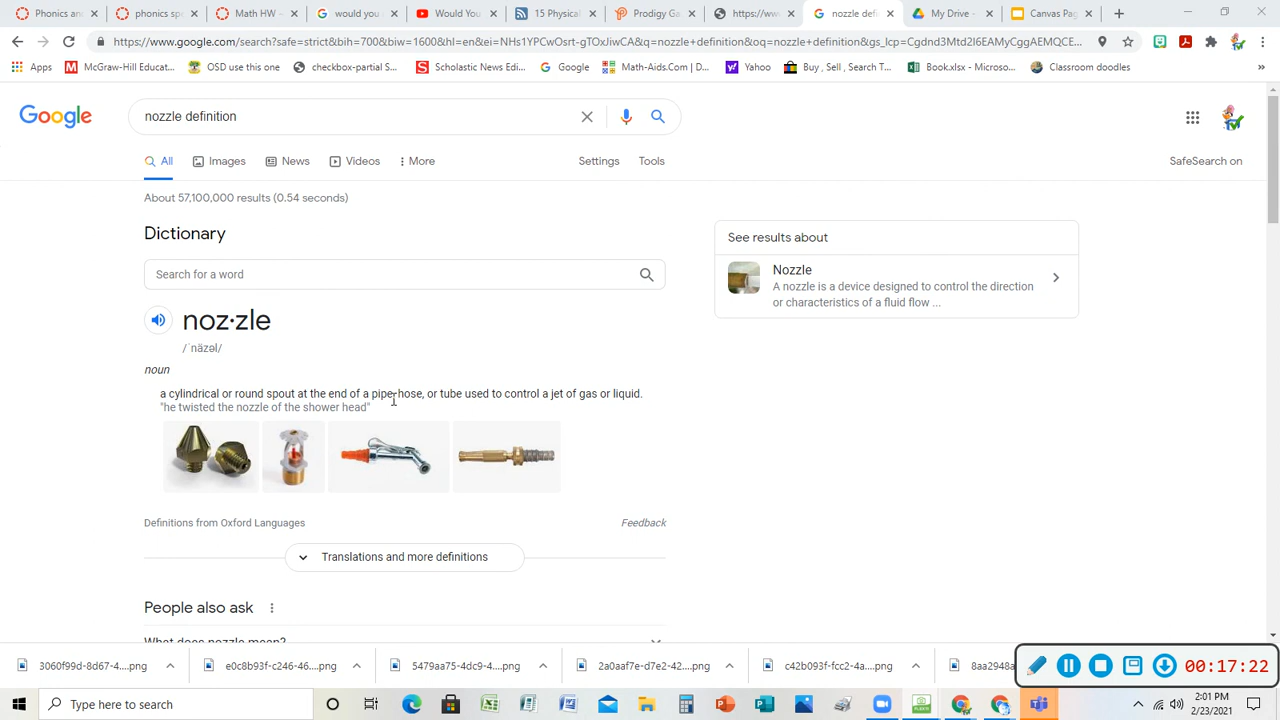 Phonics an
phonics sp
Math HW -
would you
Would You
15 Physical
Prodigy Ga
https://ww
nozzle defi
My Drive -
Canvas Pag
https://www.google.com/search?safe=strict&bih=700&biw=1600&hl=en&ei=
Apps
McGraw-Hill Educat...
OSD use this one
checkbox-partial S...
Scholastic News Edi...
Google
Math-Aids.Com | D...
Yahoo
Buy , Sell , Search T...
Book.xlsx - Microso...
Classroom doodles
»
Google
nozzle definition
All
Images
News
Videos
More
Settings
Tools
SafeSearch on
About 57,100,000 results (0.54 seconds)
Dictionary
Search for a word
noz·zle
/ˈnäzəl/
noun
a cylindrical or round spout at the end of a pipe, hose, or tube used to control a jet of gas or liquid.
"he twisted the nozzle of the shower head"
Definitions from Oxford Languages
Feedback
Translations and more definitions
People also ask
What does nozzle mean?
See results about
Nozzle
A nozzle is a device designed to control the direction
or characteristics of a fluid flow ...
3060f99d-8d67-4....png
e0c8b93f-c246-46....png
5479aa75-4dc9-4....png
2a0aaf7e-d7e2-42....png
c42b093f-fcc2-4a....png
8aa2948a
00:17:22
Type here to search
2:01 PM
2/23/2021